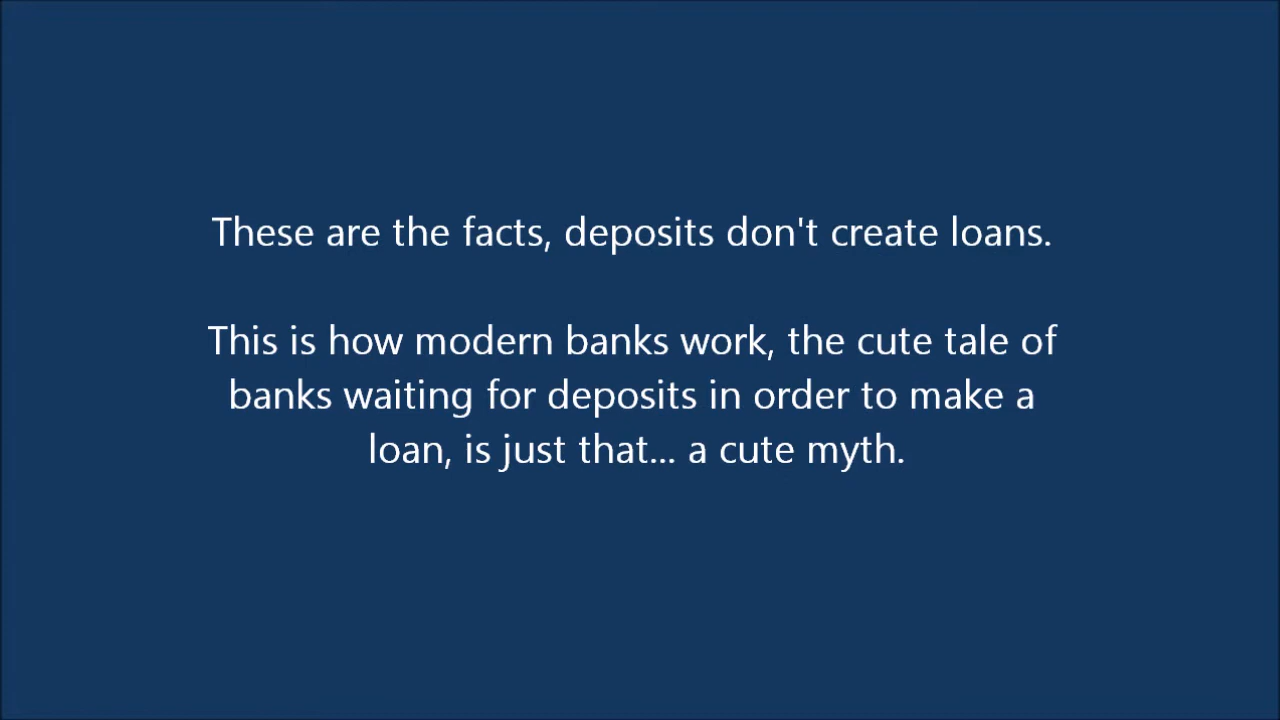 These are the facts, deposits don't create loans.
This is how modern banks work, the cute tale of
banks waiting for deposits in order to make a
loan, is just that... a cute myth.